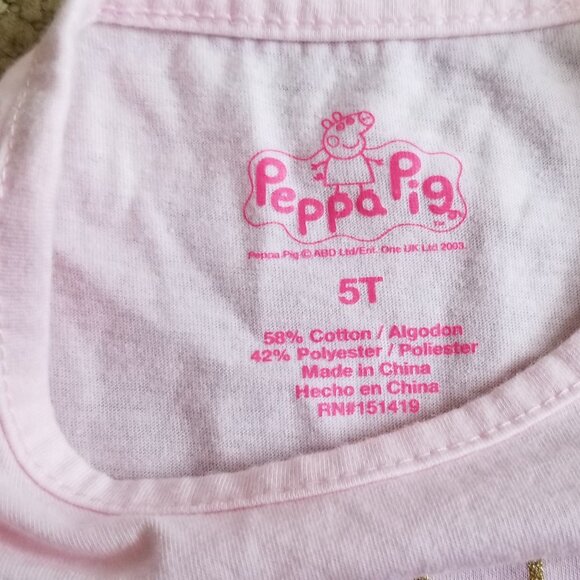 Peppa Pig
™
Peppa Pig © ABD Ltd/Ent. One UK Ltd 2003.
5T
58% Cotton / Algodon
42% Polyester / Poliester
Made in China
Hecho en China
RN#151419